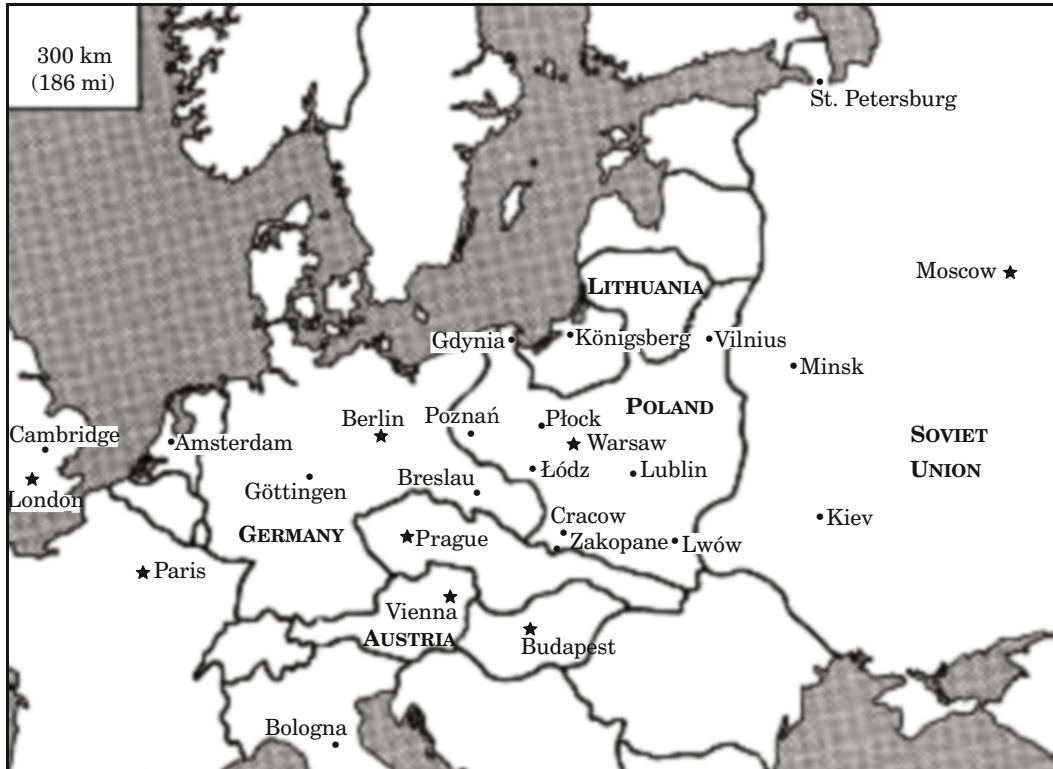 300 km
(186 mi)
St. Petersburg
Moscow
LITHUANIA
Gdynia
Königsberg
Vilnius
Minsk
Berlin
Poznań
Płock
POLAND
Cambridge
Amsterdam
Warsaw
SOVIET
UNION
London
Göttingen
Breslau
Łódź
Lublin
GERMANY
Prague
Cracow
Zakopane
Lwów
Kiev
Paris
Vienna
AUSTRIA
Budapest
Bologna